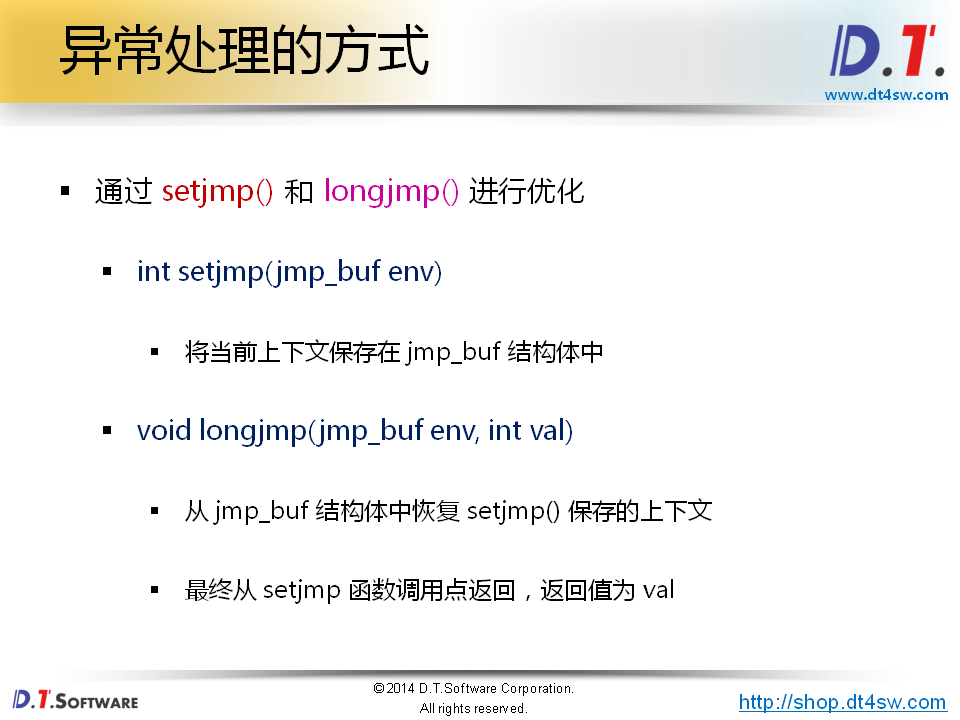 异常处理的方式
D.T.
www.dt4sw.com
▪ 通过 setjmp() 和 longjmp() 进行优化
▪ int setjmp(jmp_buf env)
▪ 将当前上下文保存在 jmp_buf 结构体中
▪ void longjmp(jmp_buf env, int val)
▪ 从 jmp_buf 结构体中恢复 setjmp() 保存的上下文
▪ 最终从 setjmp 函数调用点返回，返回值为 val
D.T.SOFTWARE
©2014 D.T.Software Corporation.
All rights reserved.
http://shop.dt4sw.com